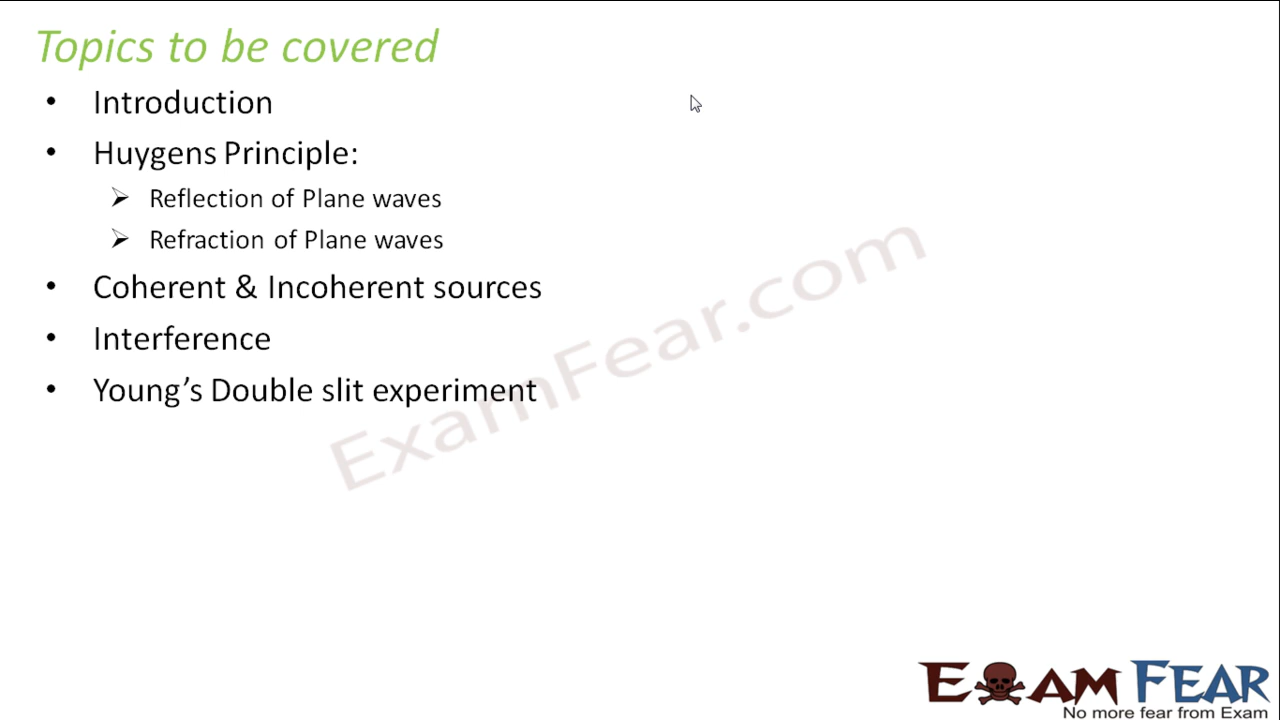 Topics to be covered
• Introduction
• Huygens Principle:
➢ Reflection of Plane waves
➢ Refraction of Plane waves
• Coherent & Incoherent sources
• Interference
• Young’s Double slit experiment
ExamFear.com
EXAM FEAR
No more fear from Exam